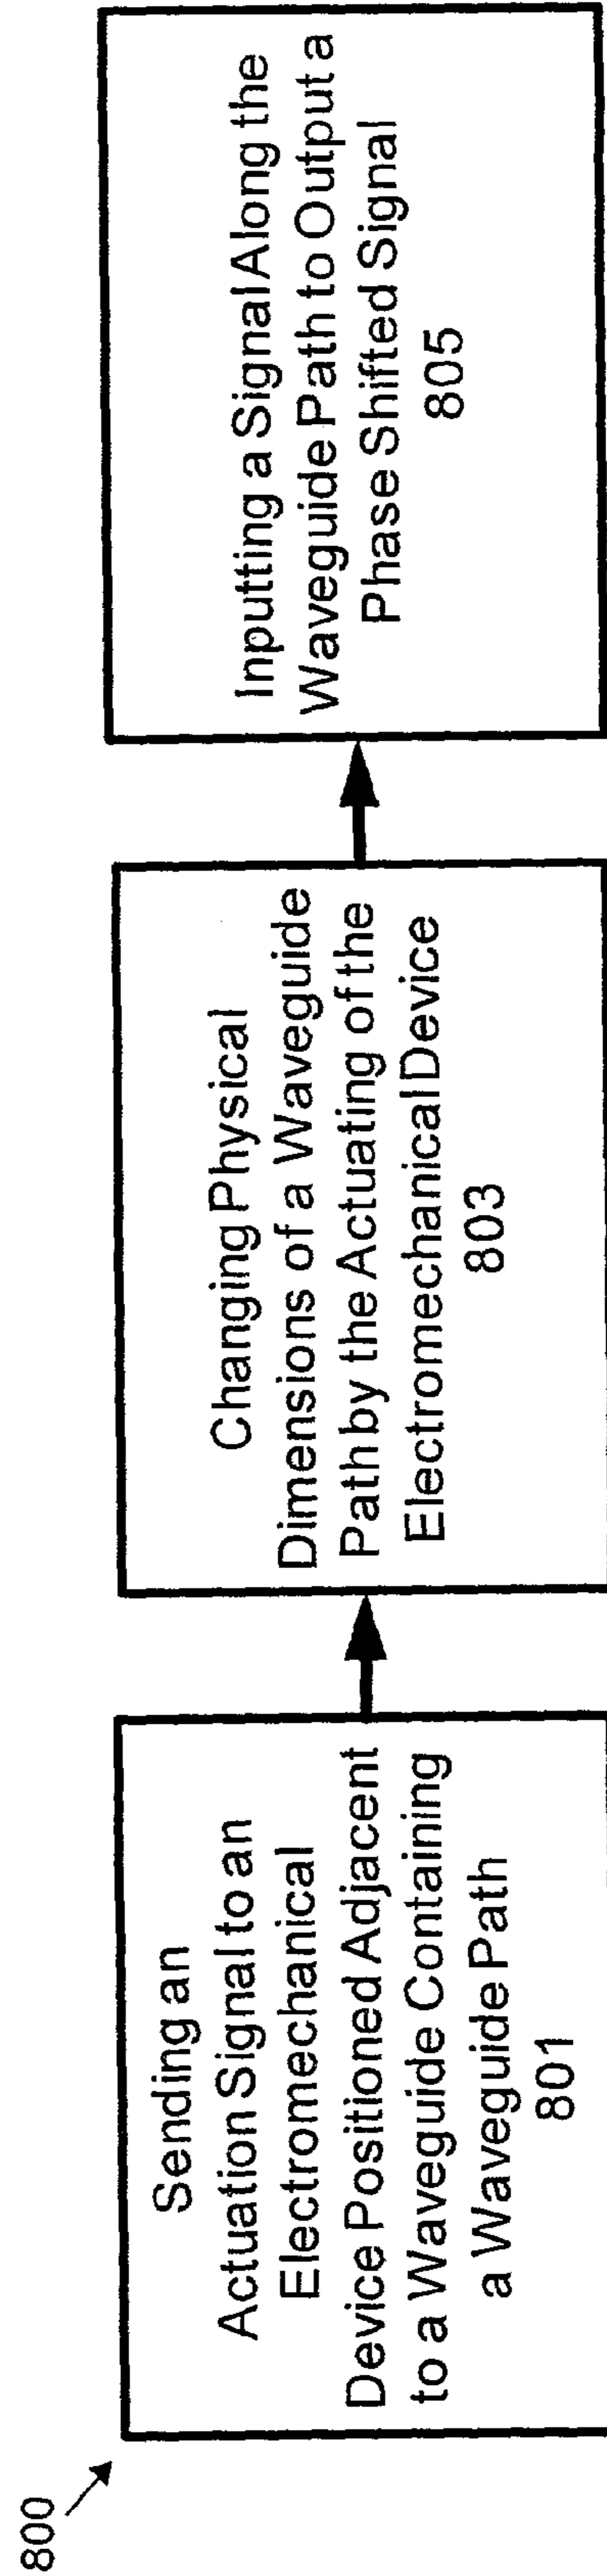 800
Sending an
Actuation Signal to an
Electromechanical
Device Positioned Adjacent
to a Waveguide Containing
a Waveguide Path
801
Changing Physical
Dimensions of a Waveguide
Path by the Actuating of the
Electromechanical Device
803
Inputting a Signal Along the
Waveguide Path to Output a
Phase Shifted Signal
805